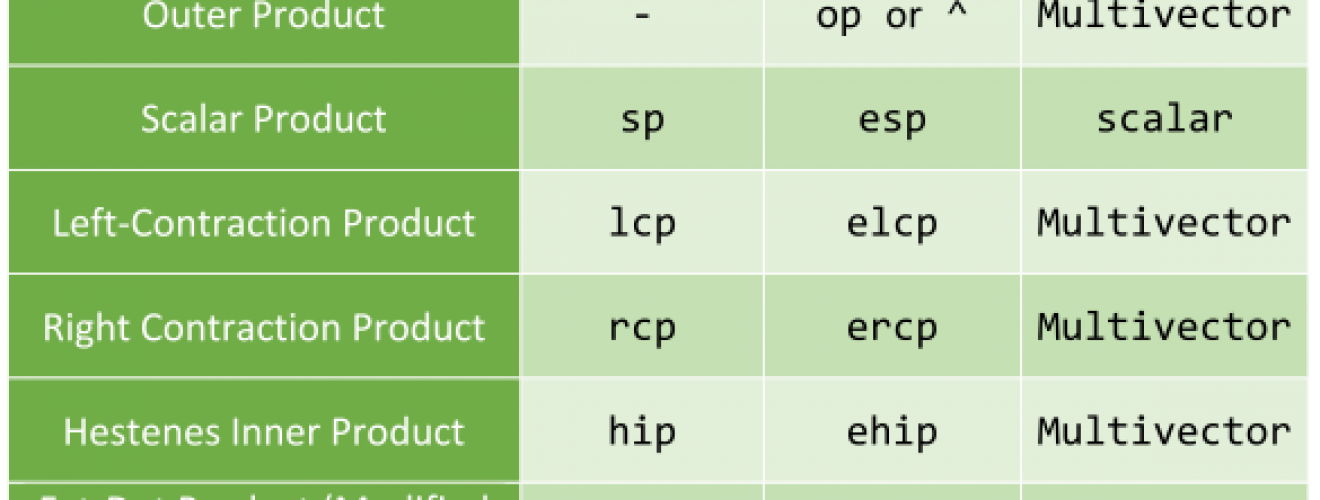 Outer Product - op or ^ Multivector
Scalar Product sp esp scalar
Left-Contraction Product lcp elcp Multivector
Right Contraction Product rcp ercp Multivector
Hestenes Inner Product hip ehip Multivector